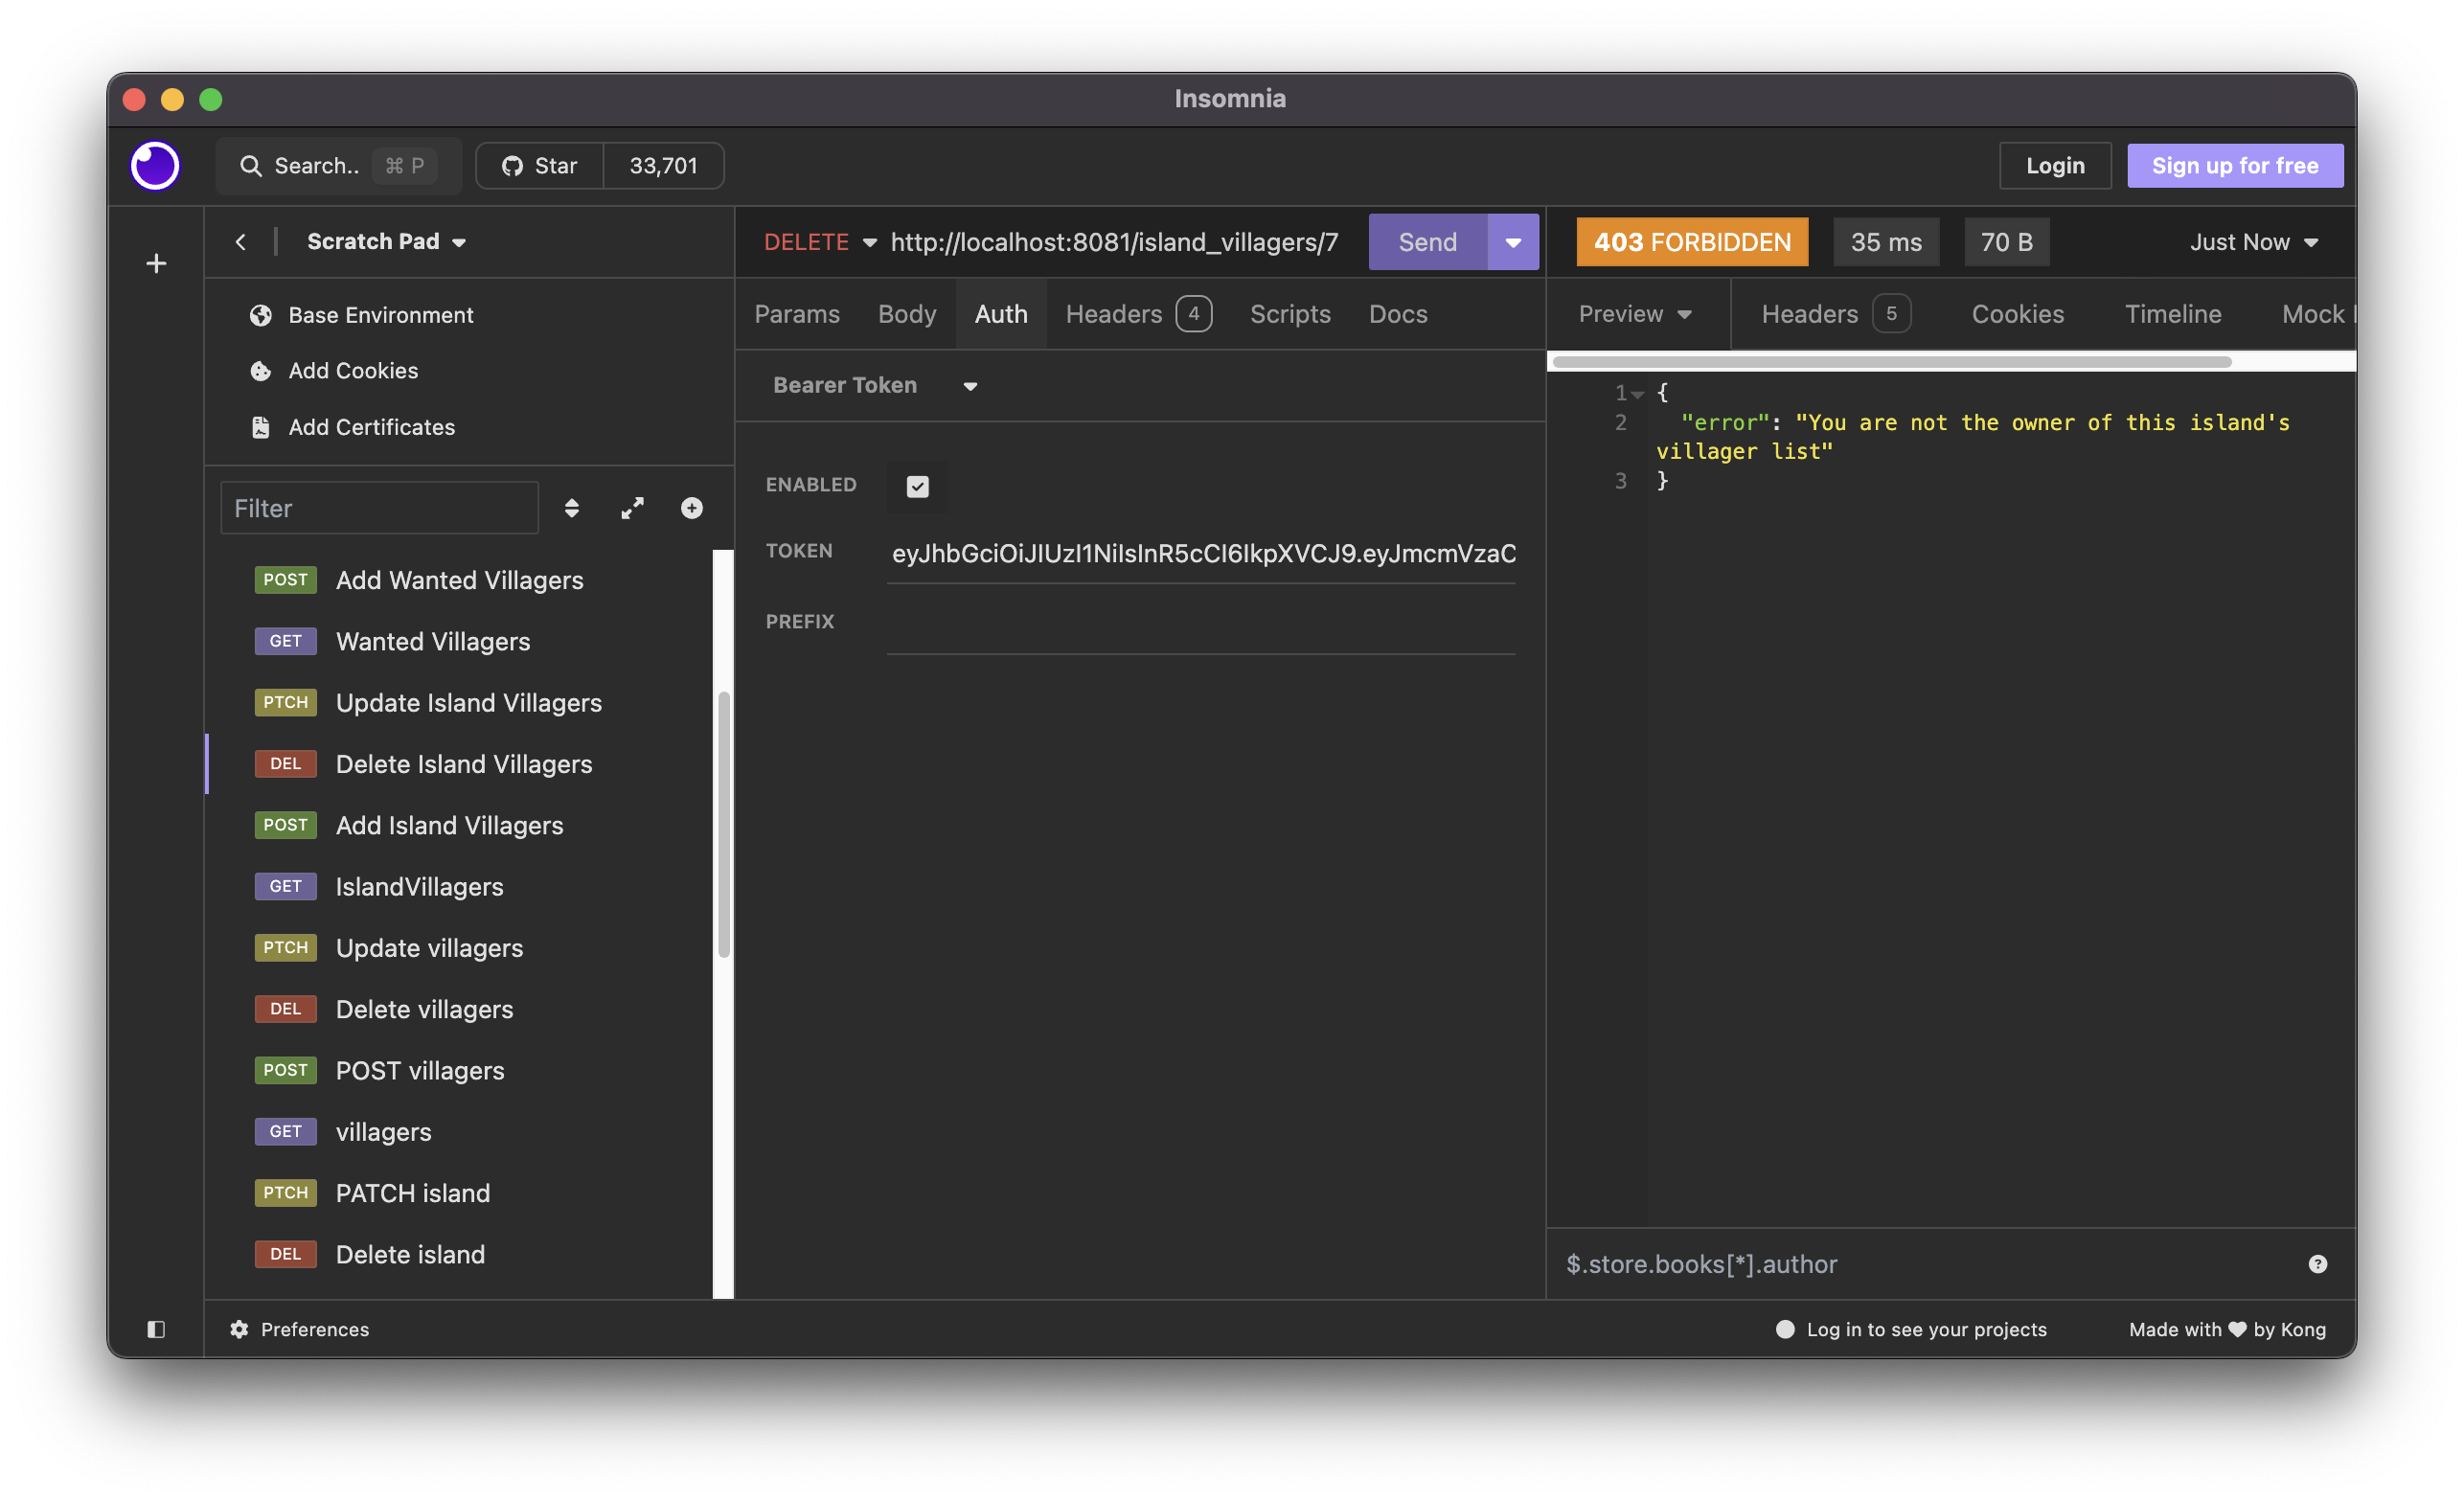 Insomnia
Search.. ⌘ P
Star 33,701
Login
Sign up for free
Scratch Pad
Base Environment
Add Cookies
Add Certificates
Filter
POST Add Wanted Villagers
GET Wanted Villagers
PTCH Update Island Villagers
DEL Delete Island Villagers
POST Add Island Villagers
GET IslandVillagers
PTCH Update villagers
DEL Delete villagers
POST POST villagers
GET villagers
PTCH PATCH island
DEL Delete island
Preferences
DELETE http://localhost:8081/island_villagers/7 Send
Params Body Auth Headers 4 Scripts Docs
Bearer Token
ENABLED
TOKEN eyJhbGciOiJIUzI1NiIsInR5cCI6IkpXVCJ9.eyJmcmVzaC
PREFIX
403 FORBIDDEN 35 ms 70 B Just Now
Preview Headers 5 Cookies Timeline Mock
1 {
2 "error": "You are not the owner of this island's
villager list"
3 }
$.store.books[*].author
Log in to see your projects
Made with ♥ by Kong